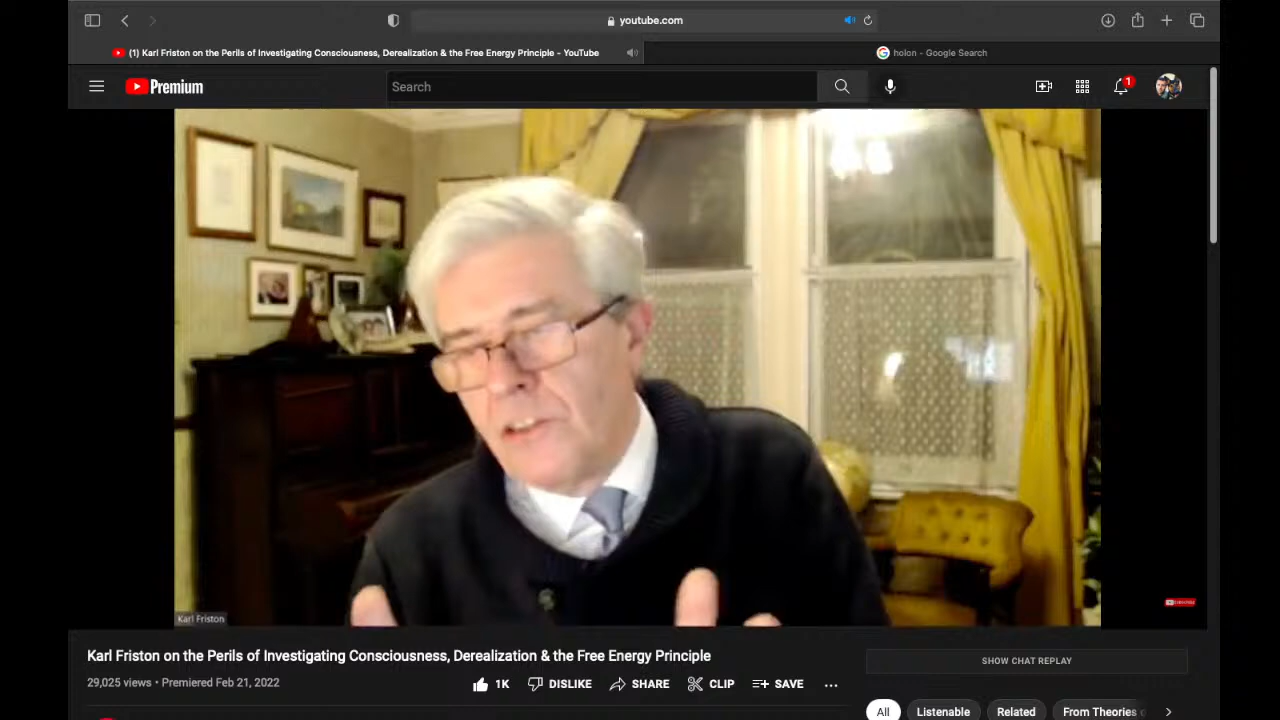 youtube.com
(1) Karl Friston on the Perils of Investigating Consciousness, Derealization & the Free Energy Principle - YouTube
holon - Google Search
Premium
Search
1
Karl Friston
Karl Friston on the Perils of Investigating Consciousness, Derealization & the Free Energy Principle
29,025 views • Premiered Feb 21, 2022
1K
DISLIKE
SHARE
CLIP
SAVE
SHOW CHAT REPLAY
All
Listenable
Related
From Theories o